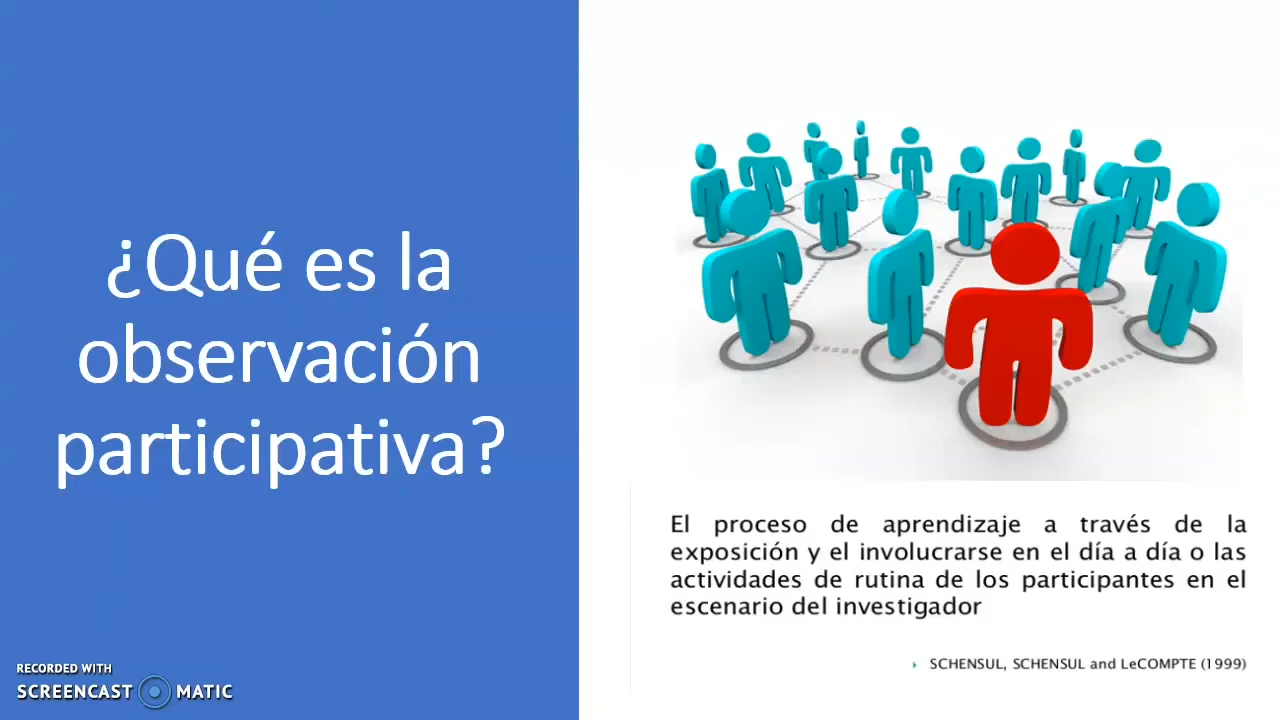 ¿Qué es la
observación
participativa?
El proceso de aprendizaje a través de la
exposición y el involucrarse en el día a día o las
actividades de rutina de los participantes en el
escenario del investigador
SCHENSUL, SCHENSUL and LeCOMPTE (1999)
RECORDED WITH
SCREENCAST MATIC